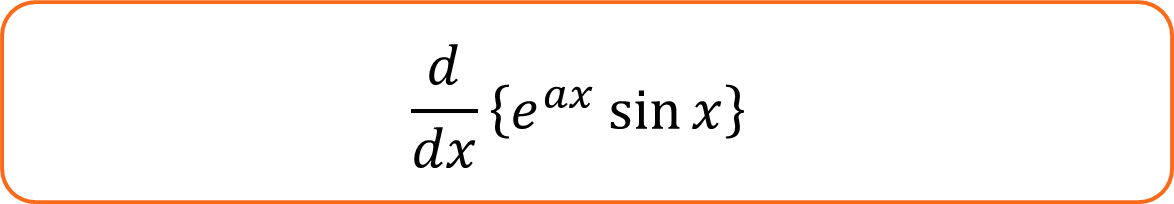 d/dx {e^{ax} sin x}